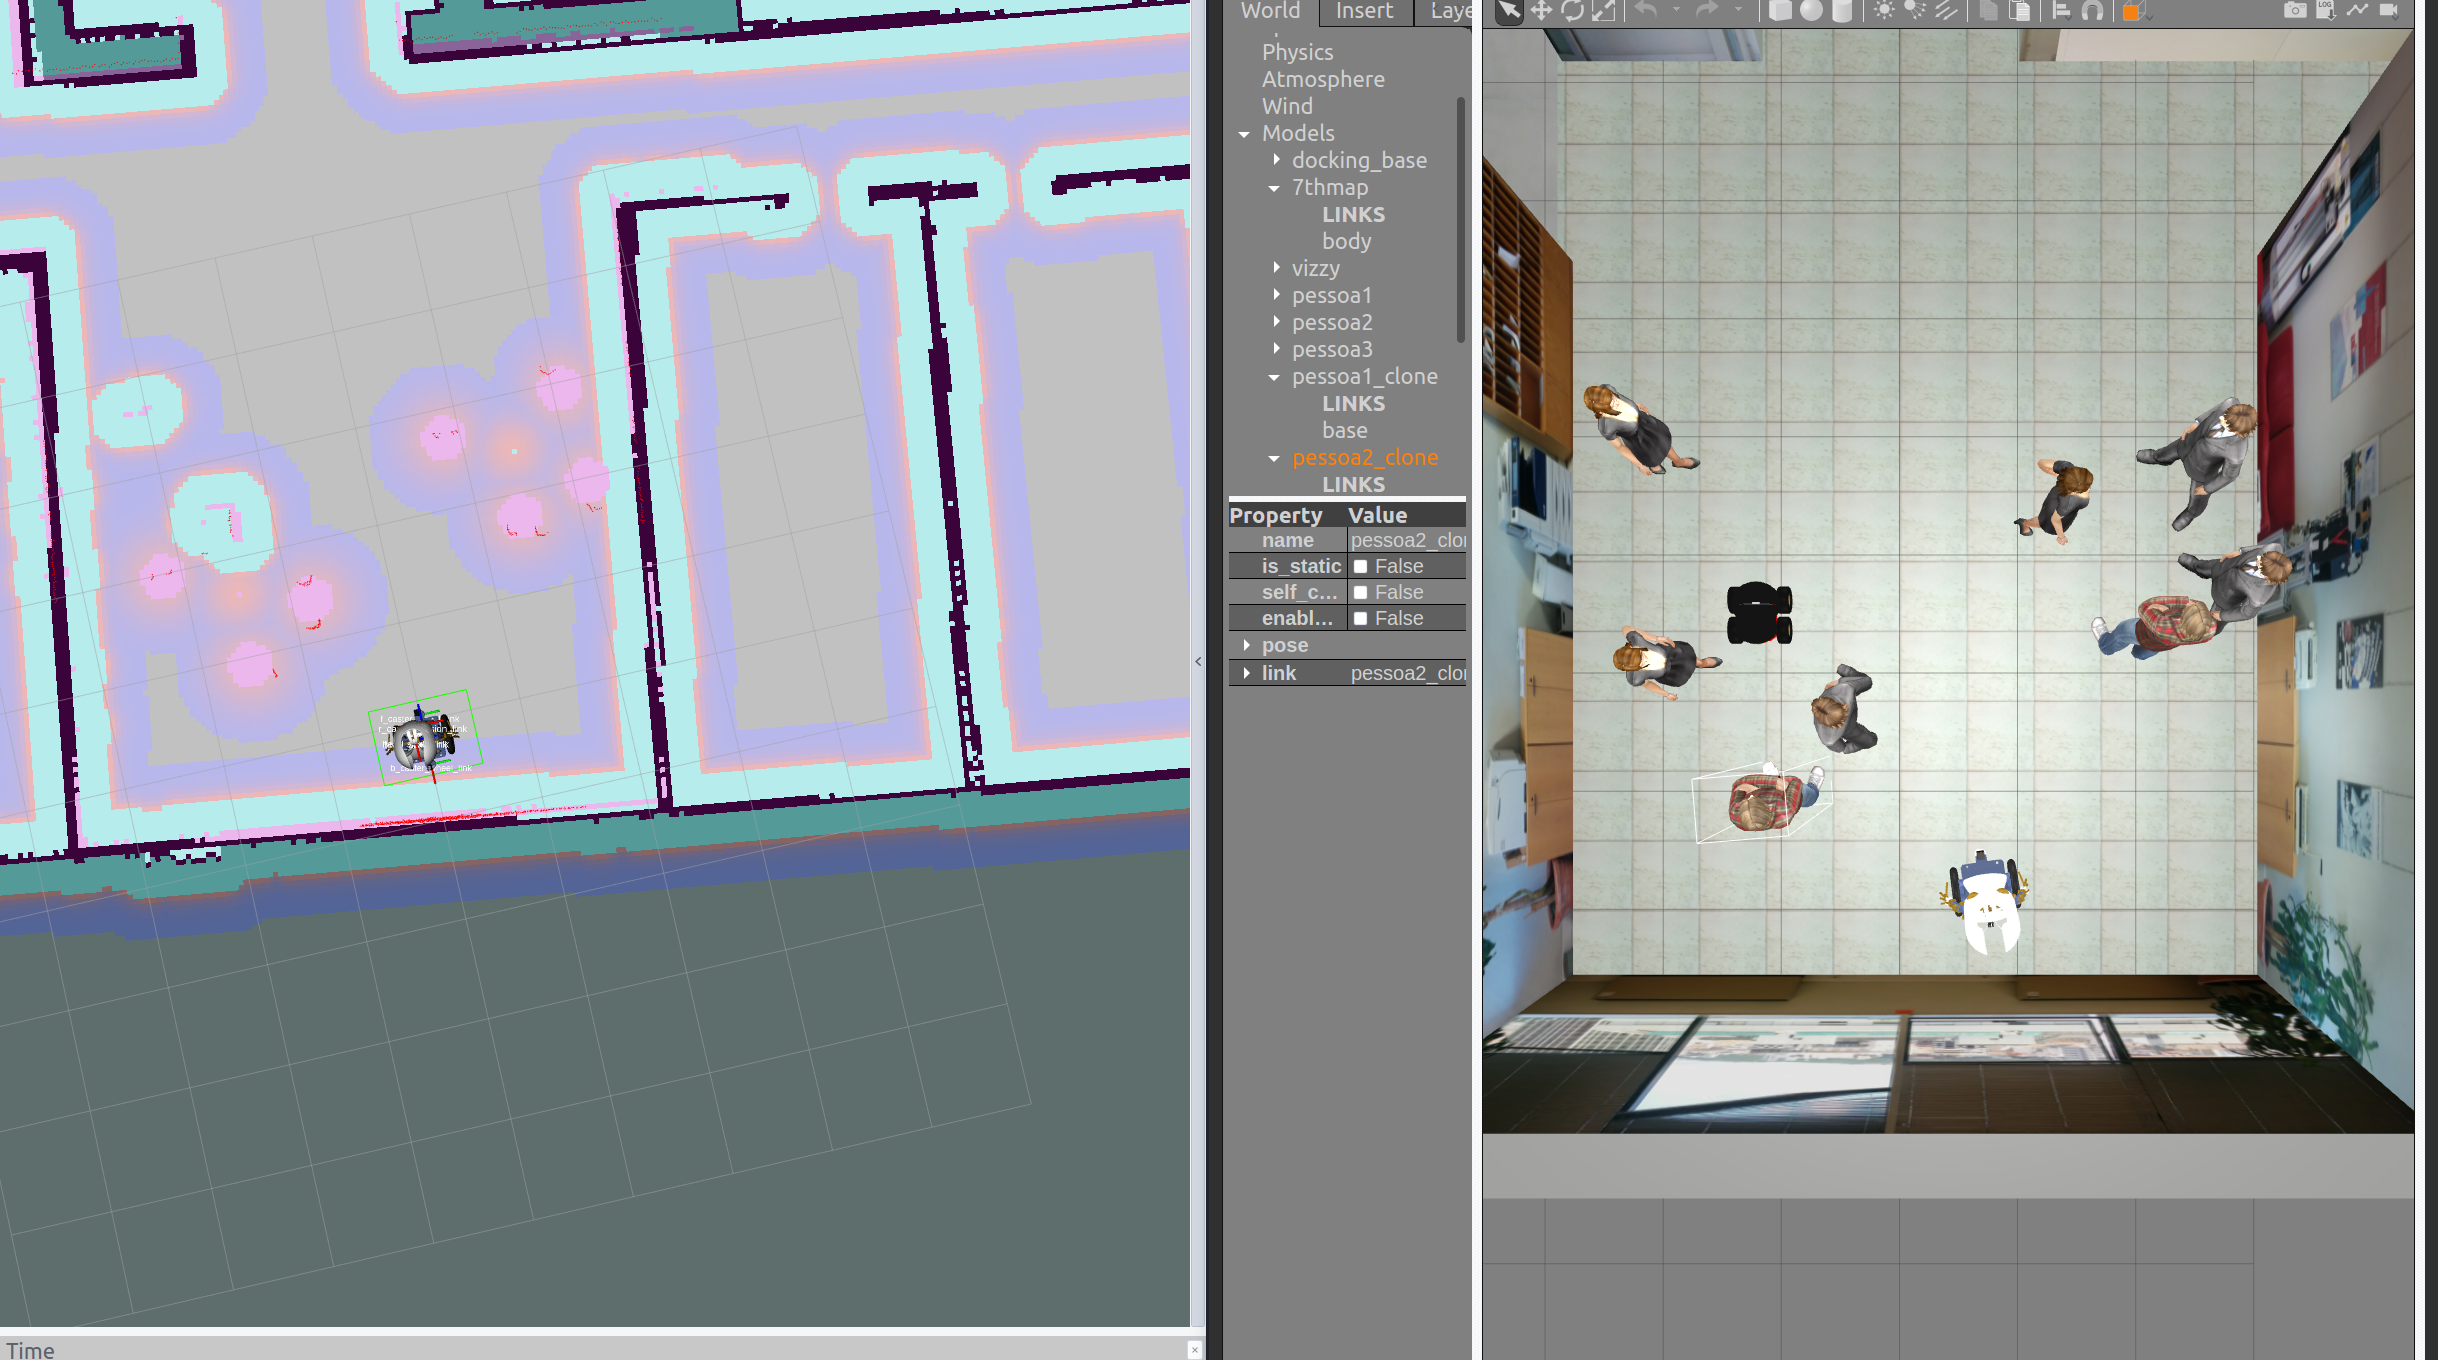 World Insert Laye
Physics
Atmosphere
Wind
Models
docking_base
7thmap
LINKS
body
vizzy
pessoa1
pessoa2
pessoa3
pessoa1_clone
LINKS
base
pessoa2_clone
LINKS
Property Value
name pessoa2_clo
is_static False
self_c... False
enabl... False
pose
link pessoa2_clo
LOG
Time